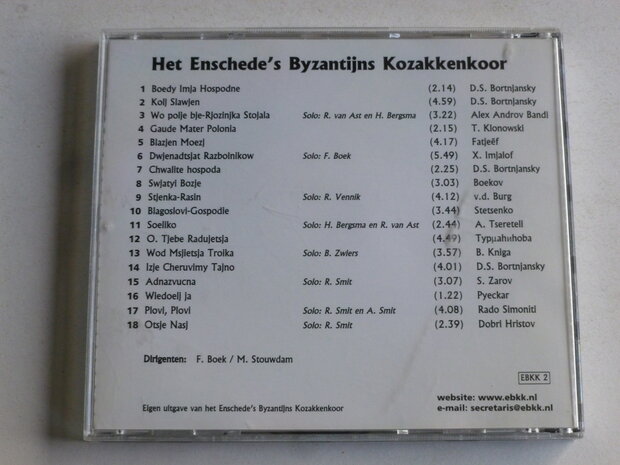 Het Enschede's Byzantijns Kozakkenkoor
1 Boedy Imja Hospodne (2.14) D.S. Bortnjansky
2 Kolj Slawjen (4.59) D.S. Bortnjansky
3 Wo polje bje-Rjozinjka Stojala Solo: R. van Ast en H. Bergsma (3.22) Alex Androv Bandi
4 Gaude Mater Polonia (2.15) T. Klonowski
5 Blazjen Moezj (4.17) Fatjeëf
6 Dwjenadtsjat Razbolnikow Solo: F. Boek (5.49) X. Imjalof
7 Chwalite hospoda (2.25) D.S. Bortnjansky
8 Swjatyi Bozje (3.03) Boekov
9 Stjenka-Rasin Solo: R. Vennik (4.12) v.d. Burg
10 Blagoslovi-Gospodie (3.44) Stetsenko
11 Soeliko Solo: H. Bergsma en R. van Ast (2.44) A. Tsereteli
12 O. Tjebe Radujetsja (4.49) Typшahиhoba
13 Wod Msjletsja Troika Solo: B. Zwiers (3.57) B. Kniga
14 Izje Cheruvimy Tajno (4.01) D.S. Bortnjansky
15 Adnazvucna Solo: R. Smit (3.07) S. Zarov
16 Wledoelj ja (1.22) Pyeckar
17 Plovi, Plovi Solo: R. Smit en A. Smit (4.08) Rado Simoniti
18 Otsje Nasj Solo: R. Smit (2.39) Dobri Hristov
Dirigenten: F. Boek / M. Stouwdam
EBKK 2
website: www.ebkk.nl
Eigen uitgave van het Enschede's Byzantijns Kozakkenkoor e-mail: secretaris@ebkk.nl